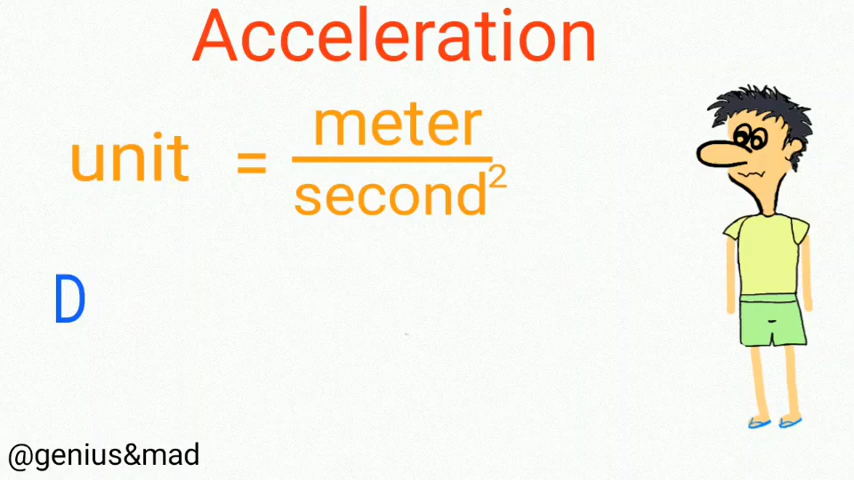 Acceleration
unit = meter
second²
D
@genius&mad